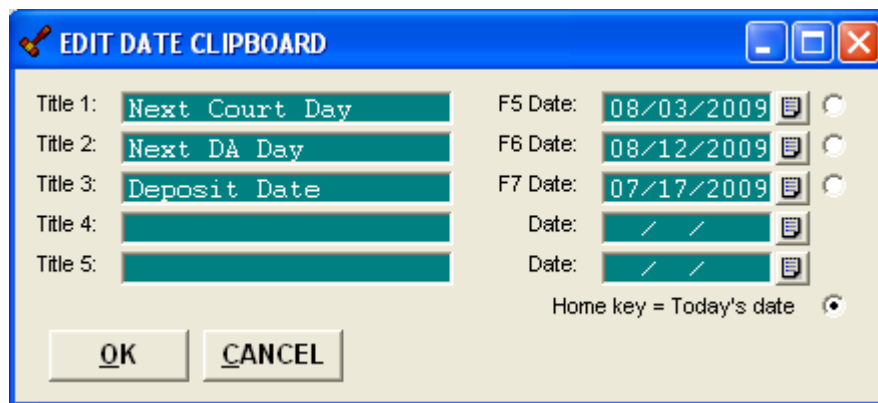 EDIT DATE CLIPBOARD
Title 1: Next Court Day F5 Date: 08/03/2009
Title 2: Next DA Day F6 Date: 08/12/2009
Title 3: Deposit Date F7 Date: 07/17/2009
Title 4: Date: / /
Title 5: Date: / /
Home key = Today's date
OK CANCEL